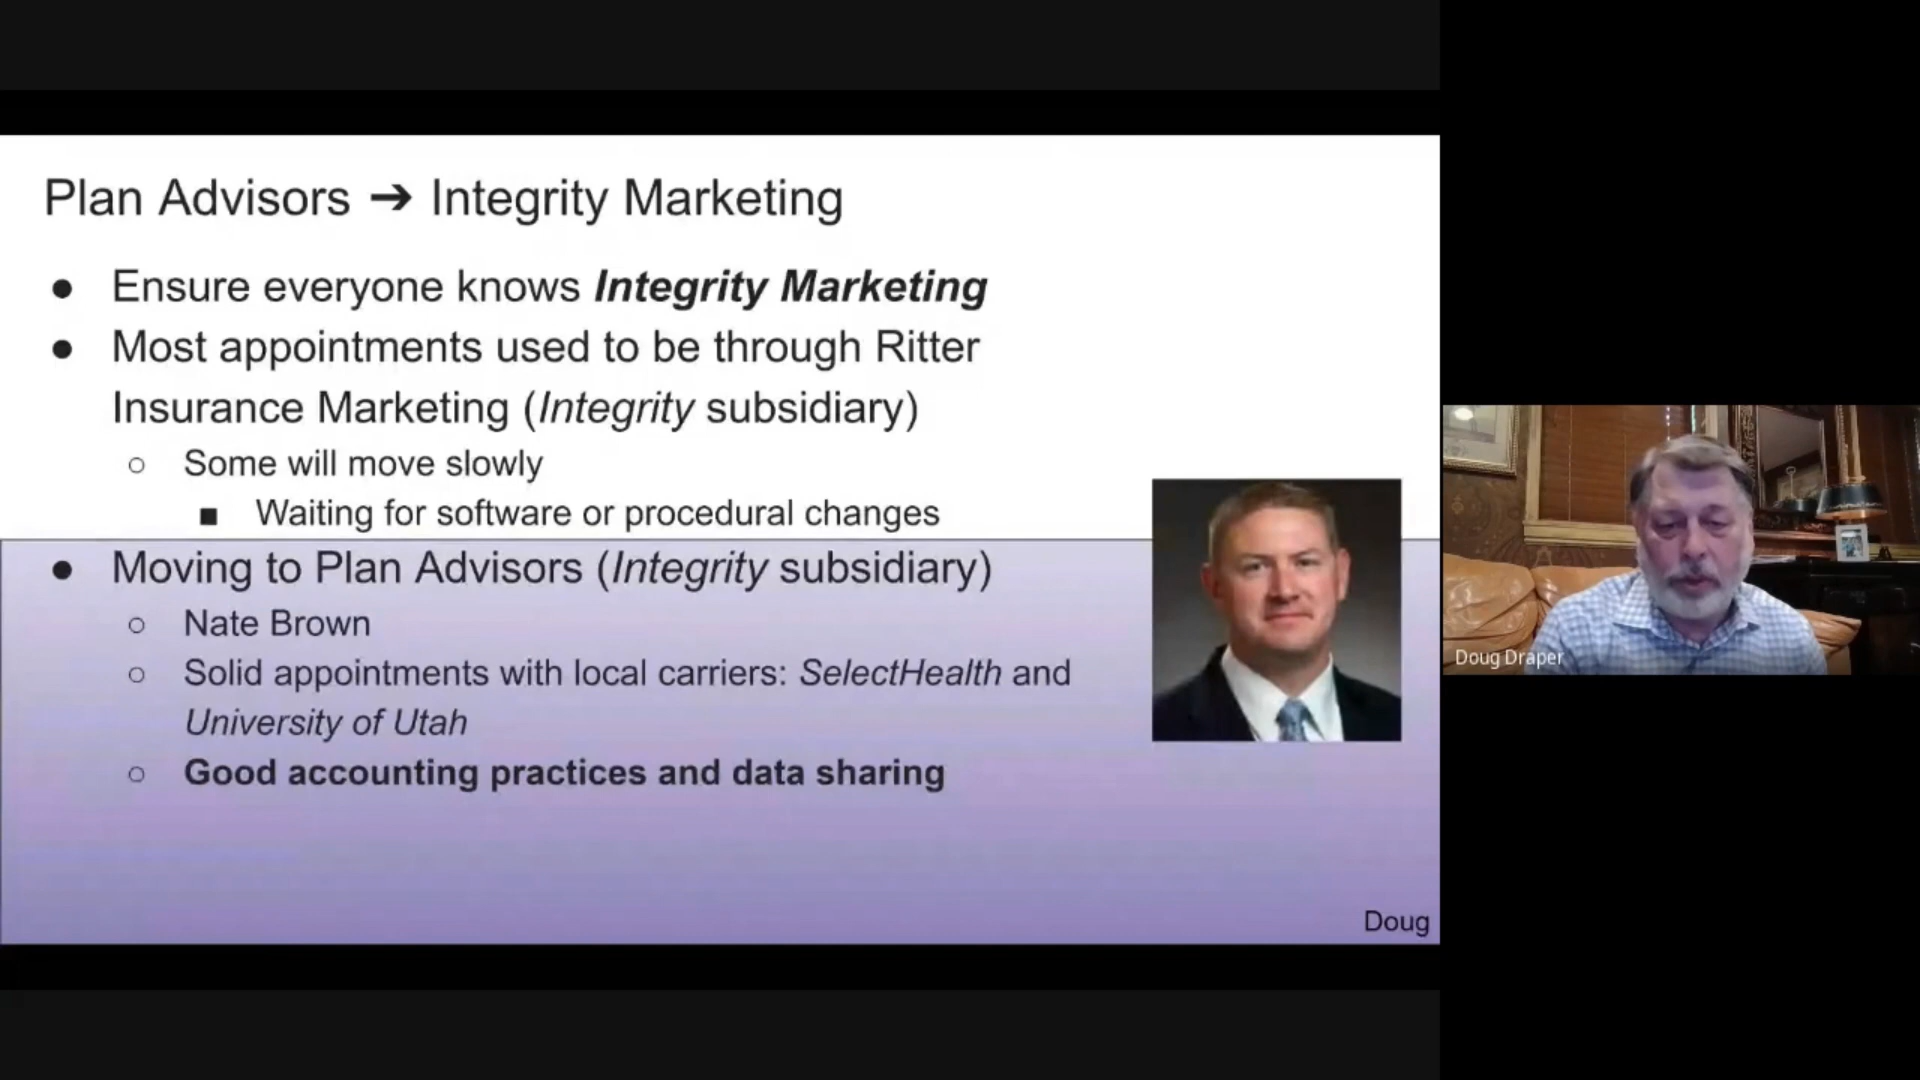 Plan Advisors ➔ Integrity Marketing
● Ensure everyone knows Integrity Marketing
● Most appointments used to be through Ritter
Insurance Marketing (Integrity subsidiary)
○ Some will move slowly
■ Waiting for software or procedural changes
● Moving to Plan Advisors (Integrity subsidiary)
○ Nate Brown
○ Solid appointments with local carriers: SelectHealth and
University of Utah
○ Good accounting practices and data sharing
Doug
Doug Draper